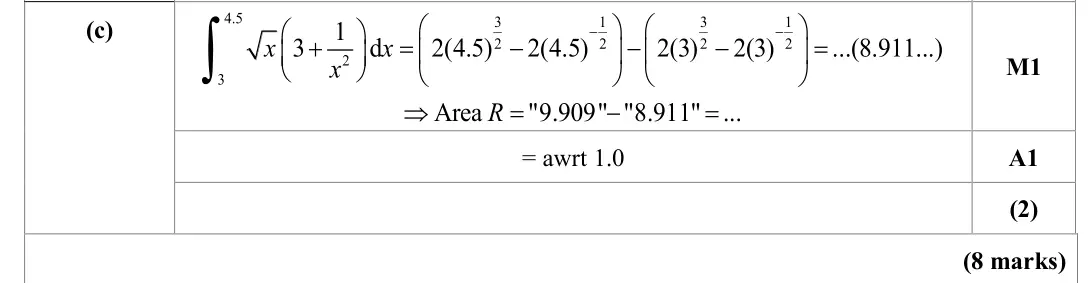 (c) ∫₃^4.5 √x(3 + 1/x²)dx = (2(4.5)^(3/2) − 2(4.5)^(−1/2)) − (2(3)^(3/2) − 2(3)^(−1/2)) = ...(8.911...)
⇒ Area R = "9.909" − "8.911" = ...
M1
= awrt 1.0 A1
(2)
(8 marks)